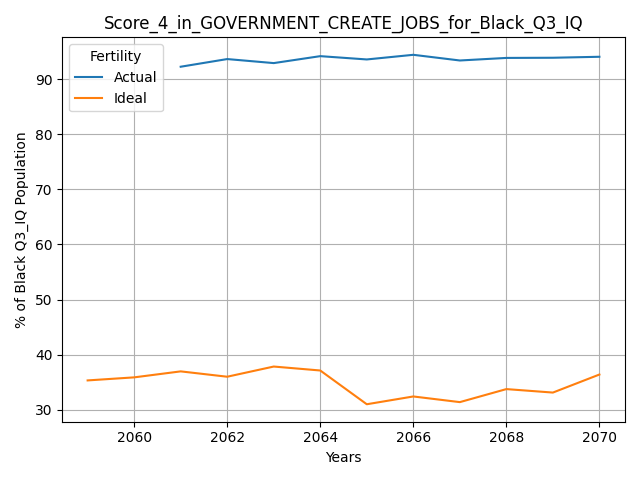 Score_4_in_GOVERNMENT_CREATE_JOBS_for_Black_Q3_IQ
Fertility
Actual
Ideal
% of Black Q3_IQ Population
90
80
70
60
50
40
30
2060
2062
2064
2066
2068
2070
Years